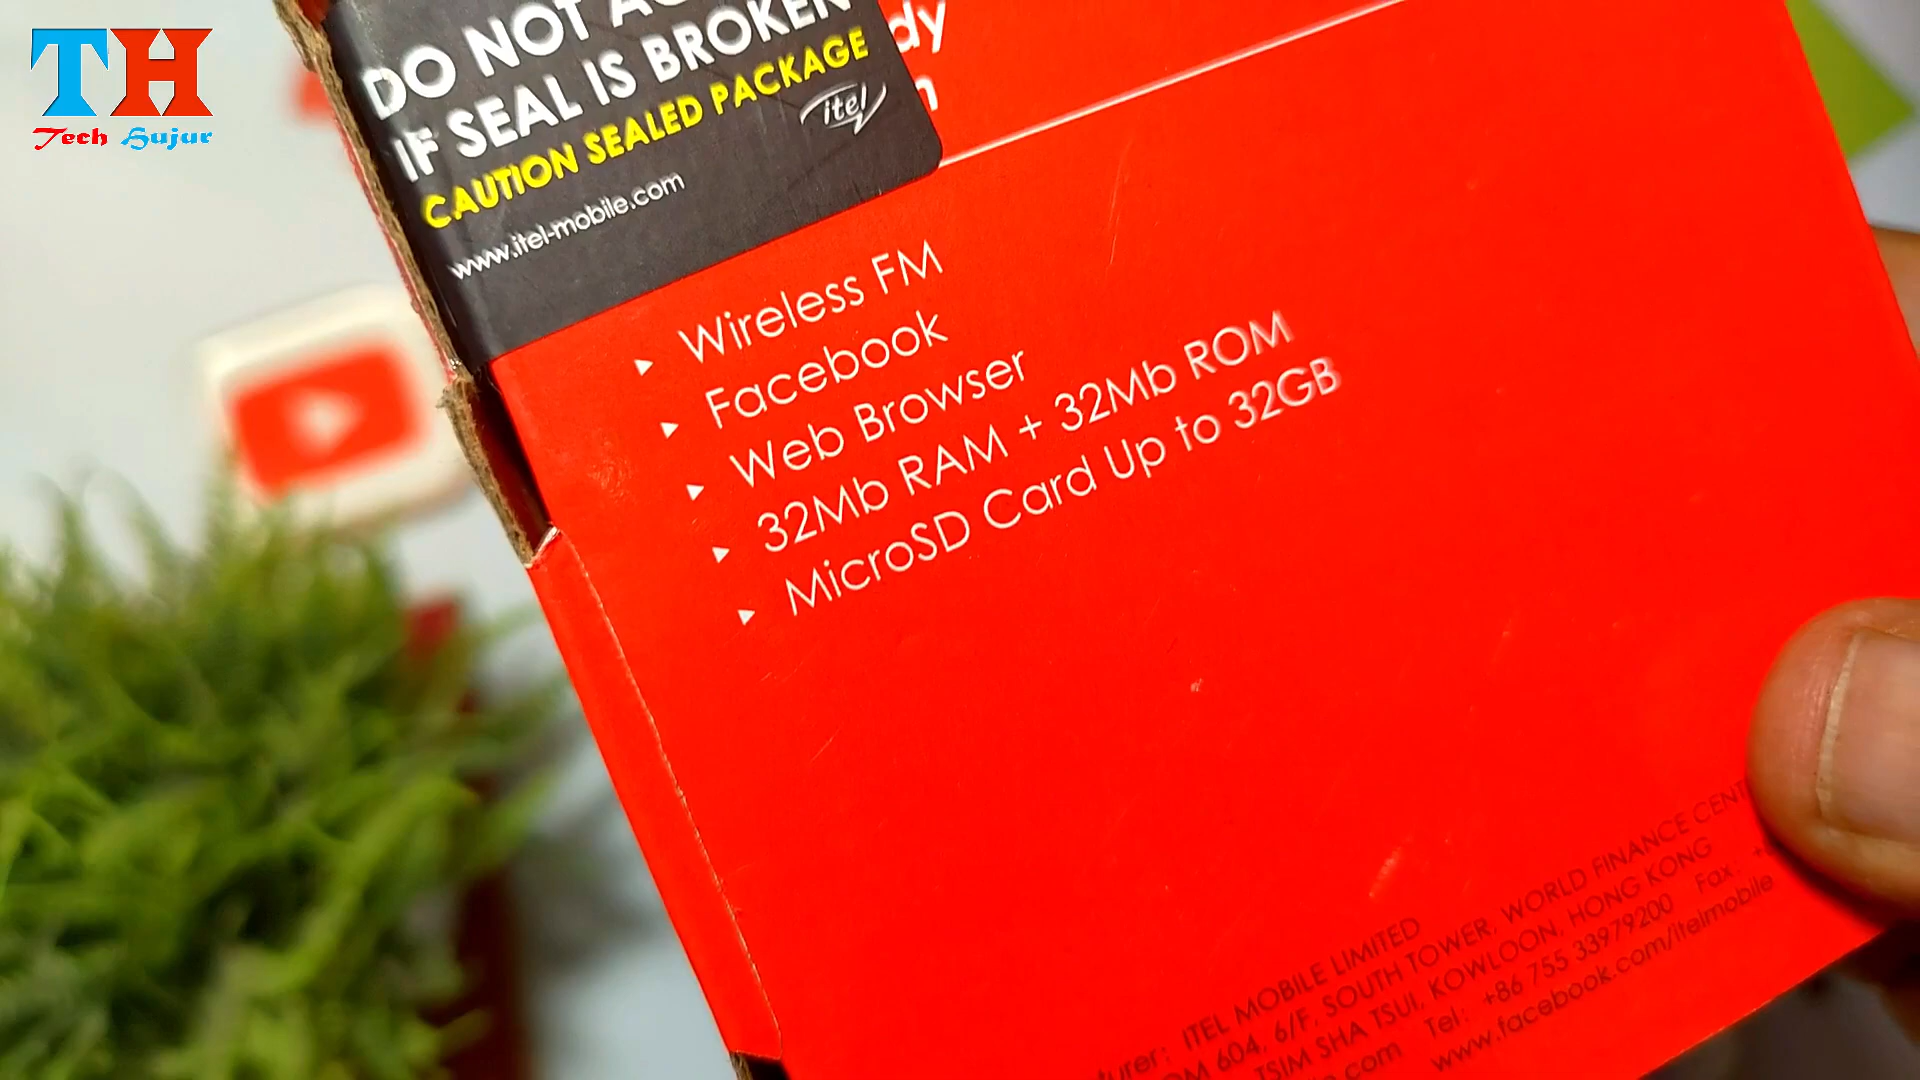 TH
Tech Hujur
DO NOT
IF SEAL IS BROKEN
CAUTION SEALED PACKAGE
itel
www.itel-mobile.com
Wireless FM
Facebook
Web Browser
32Mb RAM + 32Mb ROM
MicroSD Card Up to 32GB
ITEL MOBILE LIMITED
604, 6/F, SOUTH TOWER, WORLD FINANCE
TSIM SHA TSUI, KOWLOON, HONG KONG
Tel: +86 755 33979200 Fax: +
www.facebook.com/itelmobile